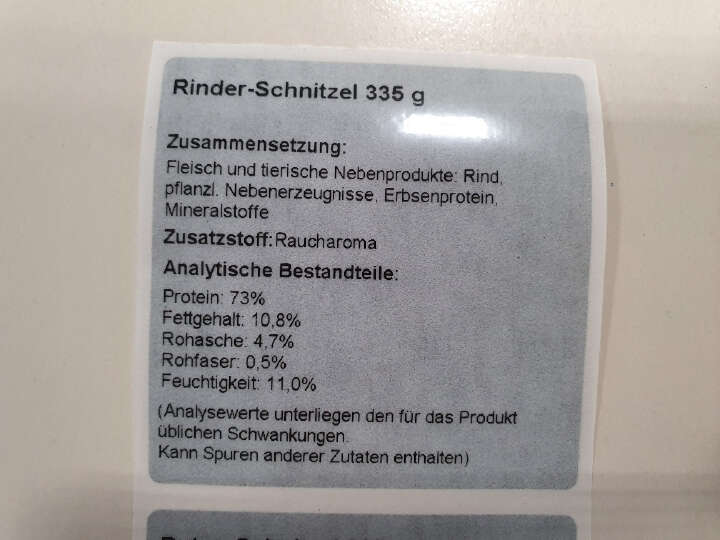 Rinder-Schnitzel 335 g
Zusammensetzung:
Fleisch und tierische Nebenprodukte: Rind,
pflanzl. Nebenerzeugnisse, Erbsenprotein,
Mineralstoffe
Zusatzstoff: Raucharoma
Analytische Bestandteile:
Protein: 73%
Fettgehalt: 10,8%
Rohasche: 4,7%
Rohfaser: 0,5%
Feuchtigkeit: 11,0%
(Analysewerte unterliegen den für das Produkt
üblichen Schwankungen.
Kann Spuren anderer Zutaten enthalten)